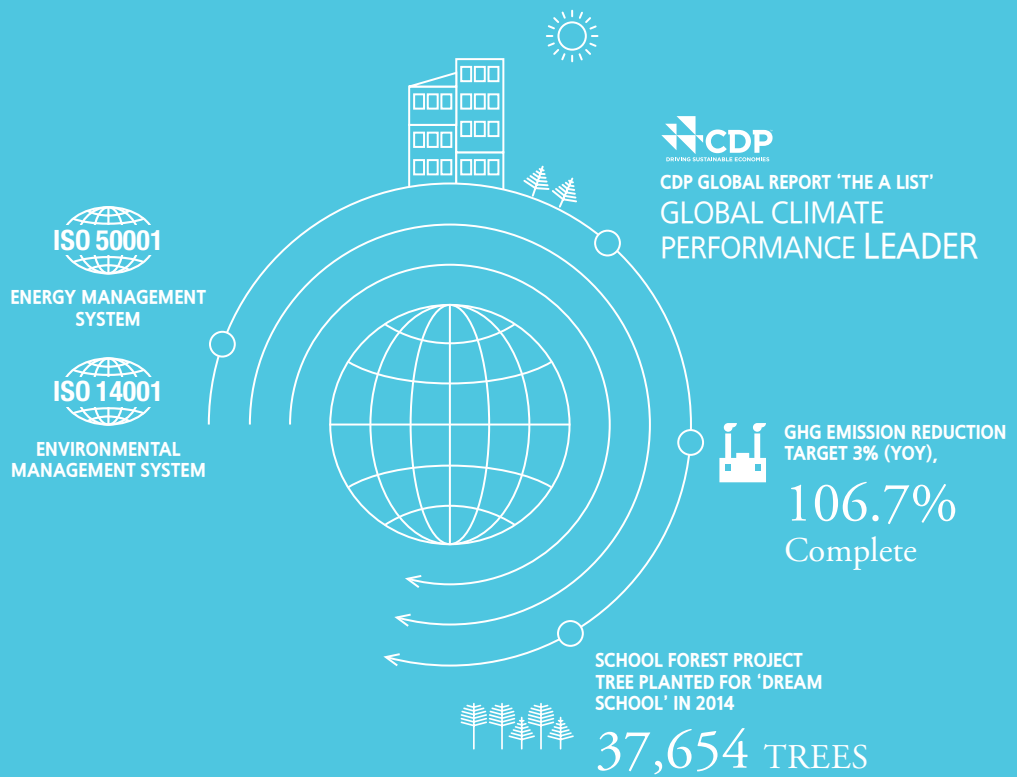 CDP
DRIVING SUSTAINABLE ECONOMIES
CDP GLOBAL REPORT 'THE A LIST'
GLOBAL CLIMATE
PERFORMANCE LEADER
ISO 50001
ENERGY MANAGEMENT
SYSTEM
ISO 14001
ENVIRONMENTAL
MANAGEMENT SYSTEM
GHG EMISSION REDUCTION
TARGET 3% (YOY),
106.7%
Complete
SCHOOL FOREST PROJECT
TREE PLANTED FOR 'DREAM
SCHOOL' IN 2014
37,654 TREES